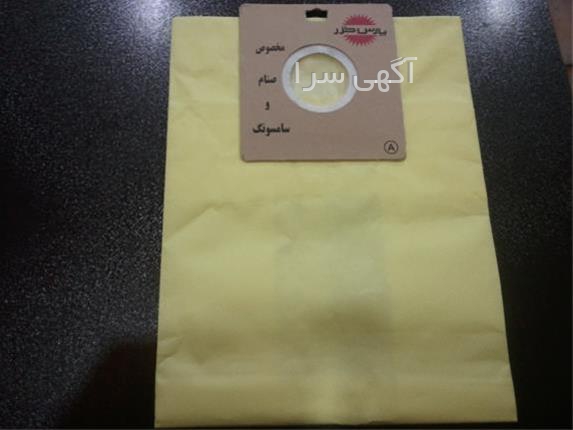 پارس خزر
مخصوص
صنام
و
سامسونگ
آگهی سرا
A